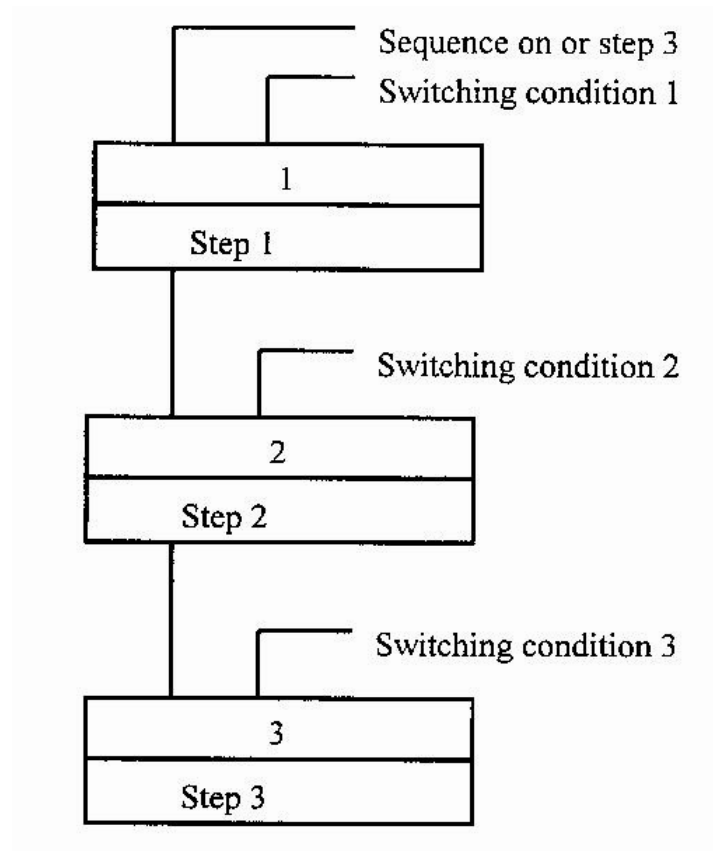 Sequence on or step 3
Switching condition 1
1
Step 1
Switching condition 2
2
Step 2
Switching condition 3
3
Step 3